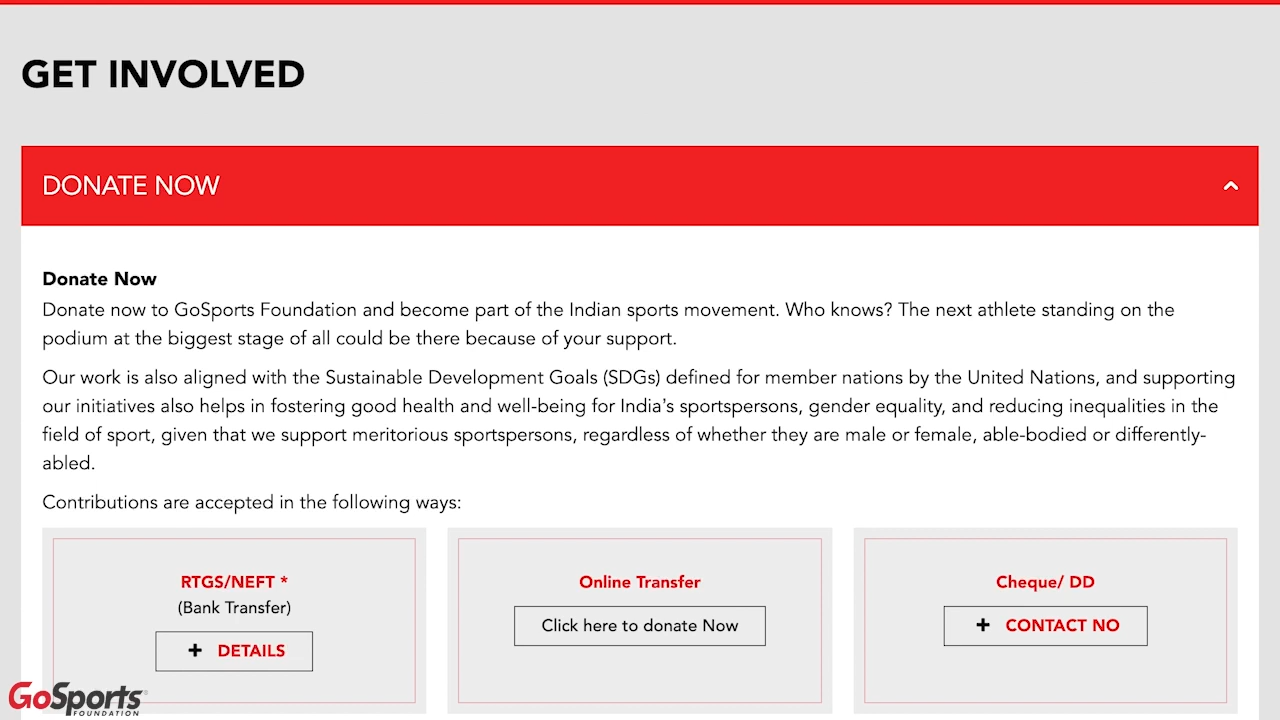 GET INVOLVED
DONATE NOW
Donate Now
Donate now to GoSports Foundation and become part of the Indian sports movement. Who knows? The next athlete standing on the
podium at the biggest stage of all could be there because of your support.
Our work is also aligned with the Sustainable Development Goals (SDGs) defined for member nations by the United Nations, and supporting
our initiatives also helps in fostering good health and well-being for India's sportspersons, gender equality, and reducing inequalities in the
field of sport, given that we support meritorious sportspersons, regardless of whether they are male or female, able-bodied or differently-
abled.
Contributions are accepted in the following ways:
RTGS/NEFT *
(Bank Transfer)
+ DETAILS
Online Transfer
Click here to donate Now
Cheque/ DD
+ CONTACT NO
GoSports
FOUNDATION